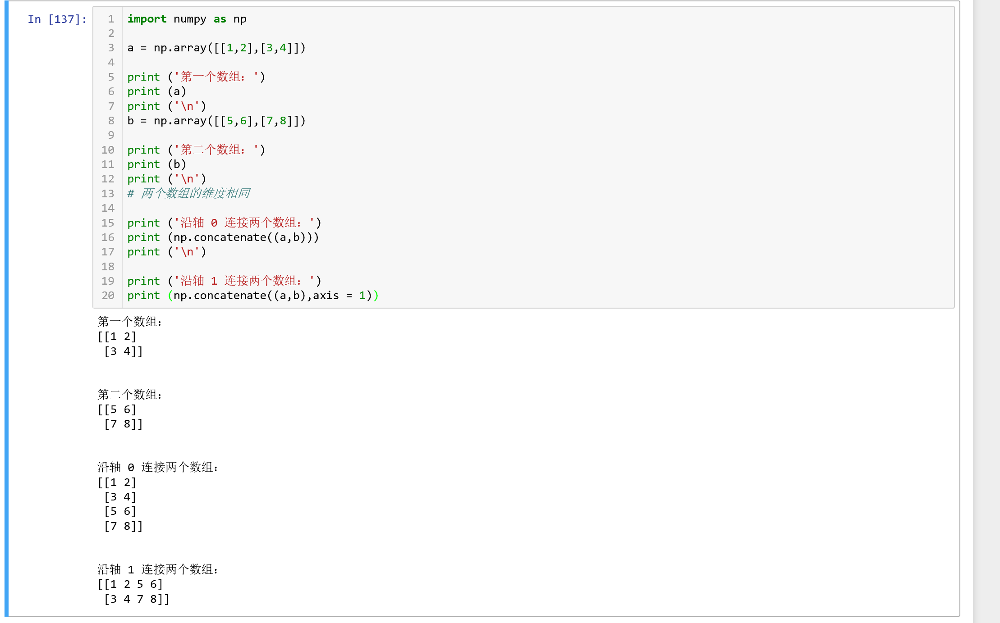 In [137]:
1 import numpy as np
2
3 a = np.array([[1,2],[3,4]])
4
5 print ('第一个数组：')
6 print (a)
7 print ('\n')
8 b = np.array([[5,6],[7,8]])
9
10 print ('第二个数组：')
11 print (b)
12 print ('\n')
13 # 两个数组的维度相同
14
15 print ('沿轴 0 连接两个数组：')
16 print (np.concatenate((a,b)))
17 print ('\n')
18
19 print ('沿轴 1 连接两个数组：')
20 print (np.concatenate((a,b),axis = 1))
第一个数组：
[[1 2]
 [3 4]]
第二个数组：
[[5 6]
 [7 8]]
沿轴 0 连接两个数组：
[[1 2]
 [3 4]
 [5 6]
 [7 8]]
沿轴 1 连接两个数组：
[[1 2 5 6]
 [3 4 7 8]]